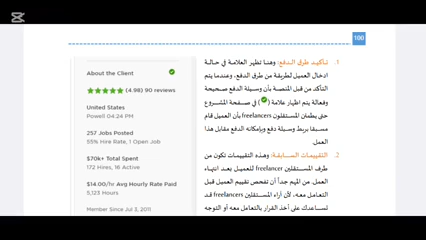 100
About the Client
(4.98) 90 reviews
United States
Powell 04:24 PM
257 Jobs Posted
55% Hire Rate, 1 Open Job
$70k+ Total Spent
172 Hires, 16 Active
$14.00/hr Avg Hourly Rate Paid
5,123 Hours
Member Since Jul 3, 2011
1. تأكيد طرق الدفع: وهنا تظهر العلامة في حالة
ادخال العميل لطريقة من طرق الدفع، وعندما يتم
التأكد من قبل المنصة بأن وسيلة الدفع صحيحة
وفعالة يتم اظهار علامة ( ) في صفحة المشروع
حتى يطمئن المستقلون freelancers بأن العميل قام
مسبقا بربط وسيلة دفع وبإمكانه الدفع مقابل هذا
العمل.
2. التقييمات السابقة: وهذه التقييمات تكون من
طرف المستقلين freelancer للعميل بعد انتهاء
العمل. من المهم جداً أن تفحص تقييم العميل قبل
التعامل معه، لأن آراء المستقلين freelancers قد
تساعدك على أخذ القرار بالتعامل معه أو التوجه